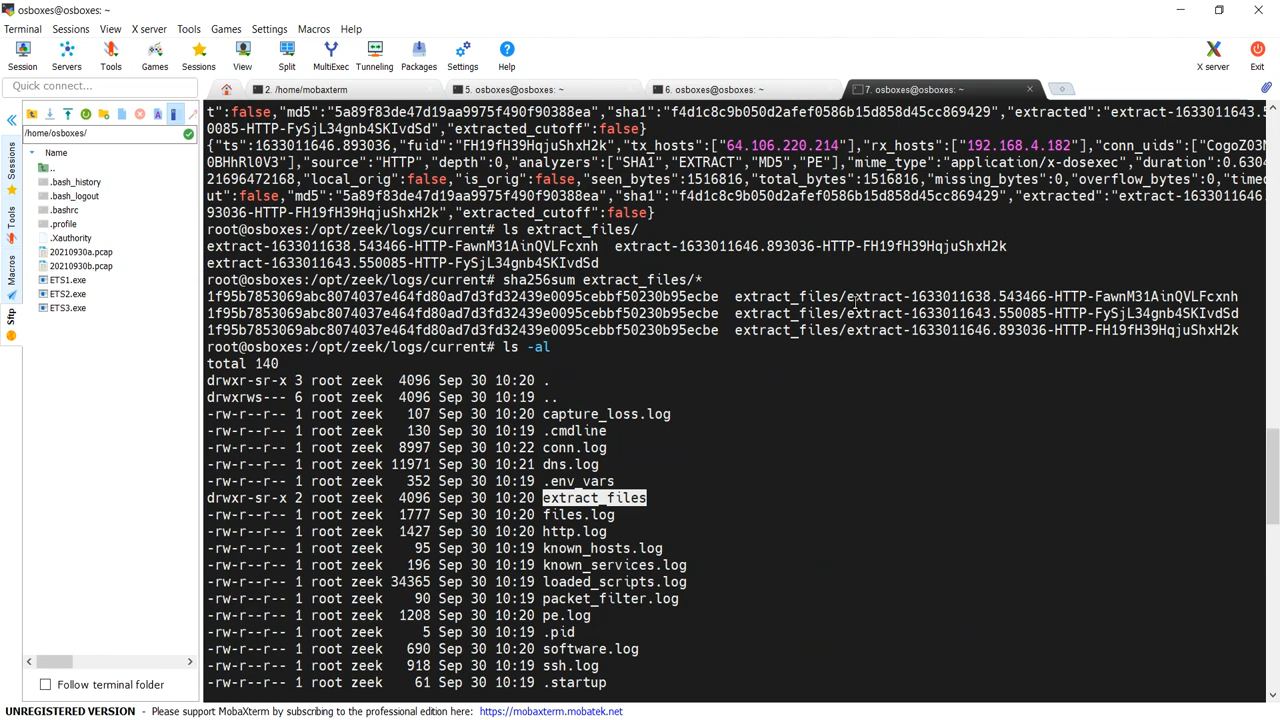 osboxes@osboxes: ~
Terminal Sessions View X server Tools Games Settings Macros Help
Session Servers Tools Games Sessions View Split MultiExec Tunneling Packages Settings Help X server Exit
Quick connect...
2. /home/mobaxterm
5. osboxes@osboxes: ~
6. osboxes@osboxes: ~
7. osboxes@osboxes: ~
/home/osboxes/
Name
..
.bash_history
.bash_logout
.bashrc
.profile
.Xauthority
20210930a.pcap
20210930b.pcap
ETS1.exe
ETS2.exe
ETS3.exe
Sessions
Tools
Macros
Sftp
Follow terminal folder
t":false,"md5":"5a89f83de47d19aa9975f490f90388ea","sha1":"f4d1c8c9b050d2afef0586b15d858d45cc869429","extracted":"extract-1633011643.5
0085-HTTP-FySjL34gnb4SKIvdSd","extracted_cutoff":false}
{"ts":1633011646.893036,"fuid":"FH19fH39HqjuShxH2k","tx_hosts":["64.106.220.214"],"rx_hosts":["192.168.4.182"],"conn_uids":["CogoZ03N
0BHhRl0V3"],"source":"HTTP","depth":0,"analyzers":["SHA1","EXTRACT","MD5","PE"],"mime_type":"application/x-dosexec","duration":0.6304
21696472168,"local_orig":false,"is_orig":false,"seen_bytes":1516816,"total_bytes":1516816,"missing_bytes":0,"overflow_bytes":0,"timed
out":false,"md5":"5a89f83de47d19aa9975f490f90388ea","sha1":"f4d1c8c9b050d2afef0586b15d858d45cc869429","extracted":"extract-1633011646.
93036-HTTP-FH19fH39HqjuShxH2k","extracted_cutoff":false}
root@osboxes:/opt/zeek/logs/current# ls extract_files/
extract-1633011638.543466-HTTP-FawnM31AinQVLFcxnh  extract-1633011646.893036-HTTP-FH19fH39HqjuShxH2k
extract-1633011643.550085-HTTP-FySjL34gnb4SKIvdSd
root@osboxes:/opt/zeek/logs/current# sha256sum extract_files/*
1f95b7853069abc8074037e464fd80ad7d3fd32439e0095cebbf50230b95ecbe  extract_files/extract-1633011638.543466-HTTP-FawnM31AinQVLFcxnh
1f95b7853069abc8074037e464fd80ad7d3fd32439e0095cebbf50230b95ecbe  extract_files/extract-1633011643.550085-HTTP-FySjL34gnb4SKIvdSd
1f95b7853069abc8074037e464fd80ad7d3fd32439e0095cebbf50230b95ecbe  extract_files/extract-1633011646.893036-HTTP-FH19fH39HqjuShxH2k
root@osboxes:/opt/zeek/logs/current# ls -al
total 140
drwxr-sr-x 3 root zeek  4096 Sep 30 10:20 .
drwxrws--- 6 root zeek  4096 Sep 30 10:19 ..
-rw-r--r-- 1 root zeek   107 Sep 30 10:20 capture_loss.log
-rw-r--r-- 1 root zeek   130 Sep 30 10:19 .cmdline
-rw-r--r-- 1 root zeek  8997 Sep 30 10:22 conn.log
-rw-r--r-- 1 root zeek 11971 Sep 30 10:21 dns.log
-rw-r--r-- 1 root zeek   352 Sep 30 10:19 .env_vars
drwxr-sr-x 2 root zeek  4096 Sep 30 10:20 extract_files
-rw-r--r-- 1 root zeek  1777 Sep 30 10:20 files.log
-rw-r--r-- 1 root zeek  1427 Sep 30 10:20 http.log
-rw-r--r-- 1 root zeek    95 Sep 30 10:19 known_hosts.log
-rw-r--r-- 1 root zeek   196 Sep 30 10:19 known_services.log
-rw-r--r-- 1 root zeek 34365 Sep 30 10:19 loaded_scripts.log
-rw-r--r-- 1 root zeek    90 Sep 30 10:19 packet_filter.log
-rw-r--r-- 1 root zeek  1208 Sep 30 10:20 pe.log
-rw-r--r-- 1 root zeek     5 Sep 30 10:19 .pid
-rw-r--r-- 1 root zeek   690 Sep 30 10:20 software.log
-rw-r--r-- 1 root zeek   918 Sep 30 10:19 ssh.log
-rw-r--r-- 1 root zeek    61 Sep 30 10:19 .startup
UNREGISTERED VERSION - Please support MobaXterm by subscribing to the professional edition here: https://mobaxterm.mobatek.net